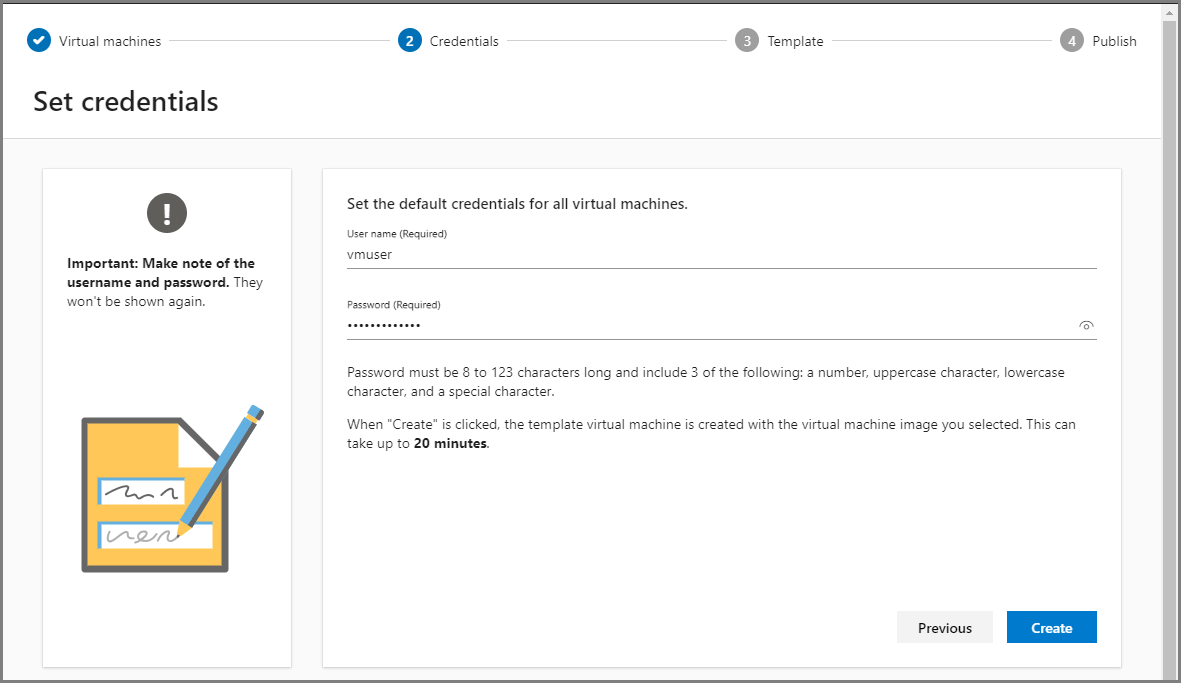 Virtual machines
2
Credentials
3
Template
4
Publish
Set credentials
!
Important: Make note of the
username and password. They
won't be shown again.
Set the default credentials for all virtual machines.
User name (Required)
vmuser
Password (Required)
•••••••••••••
Password must be 8 to 123 characters long and include 3 of the following: a number, uppercase character, lowercase
character, and a special character.
When "Create" is clicked, the template virtual machine is created with the virtual machine image you selected. This can
take up to 20 minutes.
Previous
Create